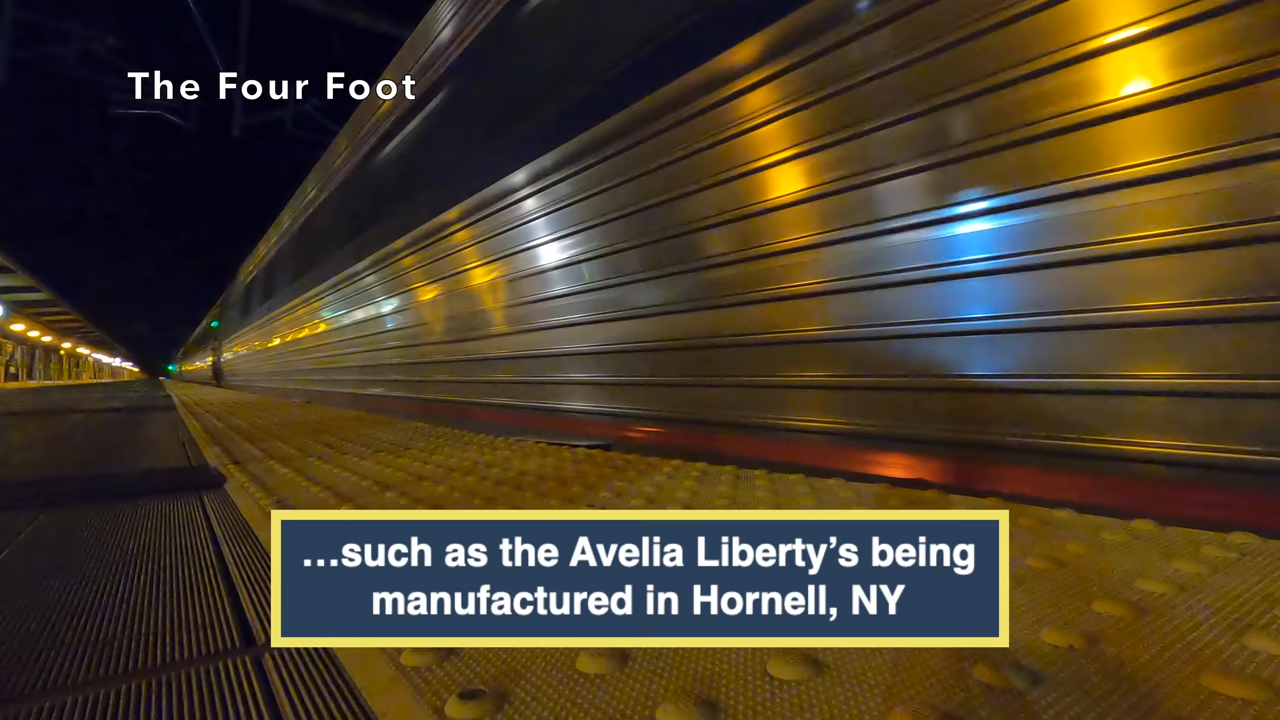 The Four Foot
…such as the Avelia Liberty’s being
manufactured in Hornell, NY